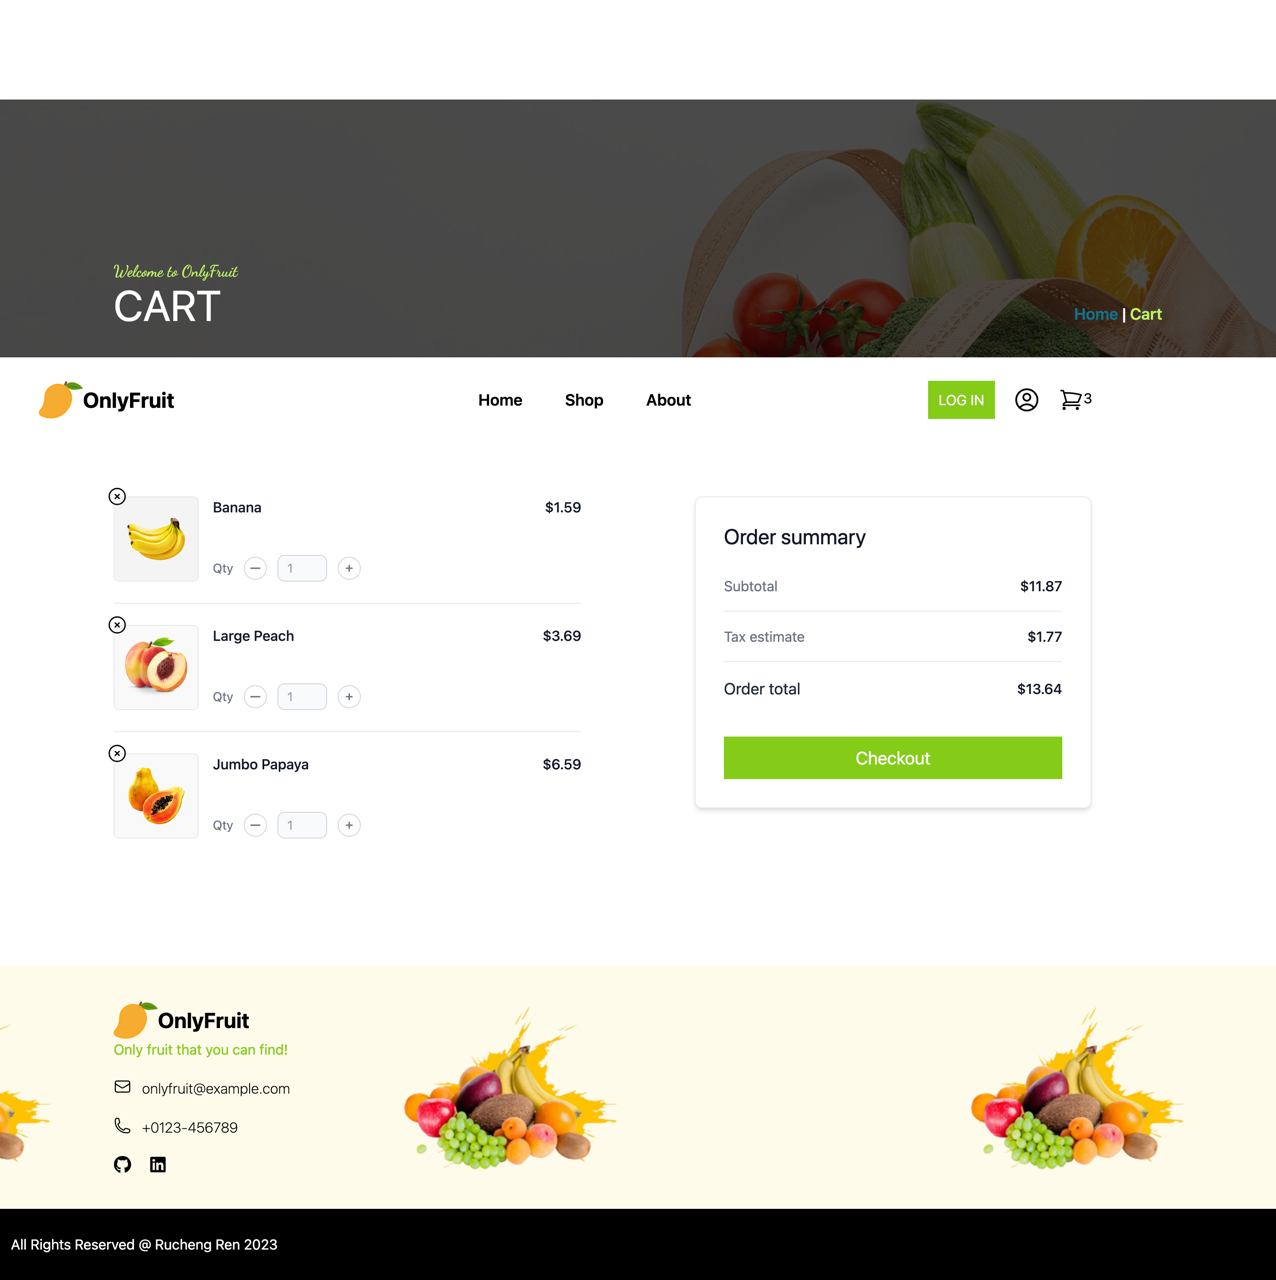 Welcome to OnlyFruit
CART
Home | Cart
OnlyFruit
Home
Shop
About
LOG IN
3
Banana
$1.59
Qty
1
Large Peach
$3.69
Qty
1
Jumbo Papaya
$6.59
Qty
1
Order summary
Subtotal
$11.87
Tax estimate
$1.77
Order total
$13.64
Checkout
OnlyFruit
Only fruit that you can find!
onlyfruit@example.com
+0123-456789
All Rights Reserved @ Rucheng Ren 2023